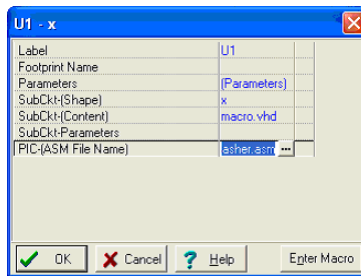 U1 - x
Label U1
Footprint Name
Parameters (Parameters)
SubCkt-(Shape) x
SubCkt-(Content) macro.vhd
SubCkt-Parameters
PIC-(ASM File Name) asher.asm ...
OK Cancel Help Enter Macro